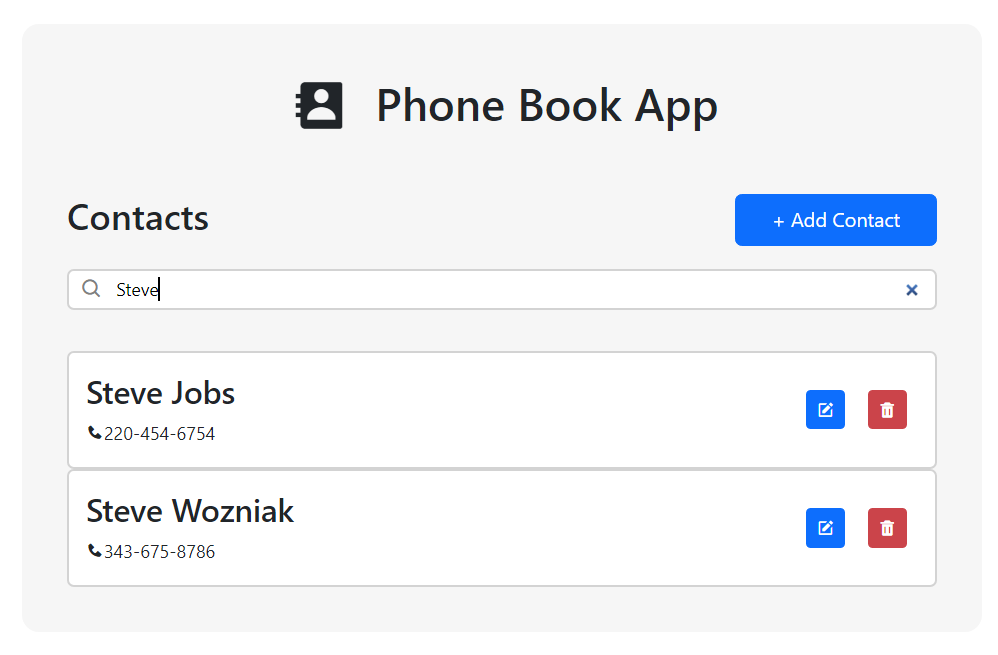 Phone Book App
Contacts
+ Add Contact
Steve
Steve Jobs
220-454-6754
Steve Wozniak
343-675-8786